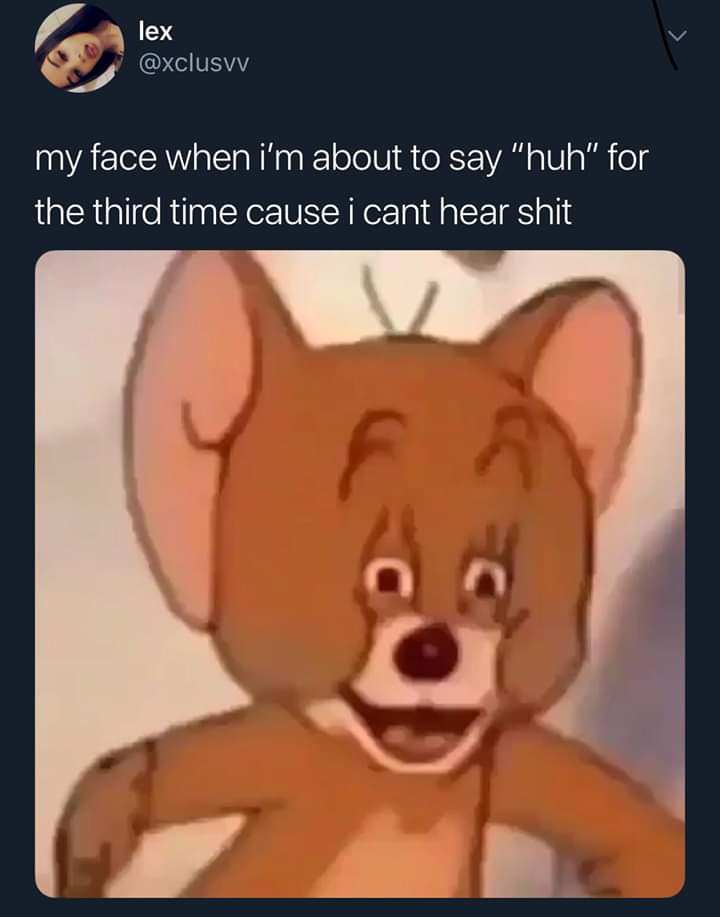 lex
@xclusvv
my face when i'm about to say “huh” for
the third time cause i cant hear shit